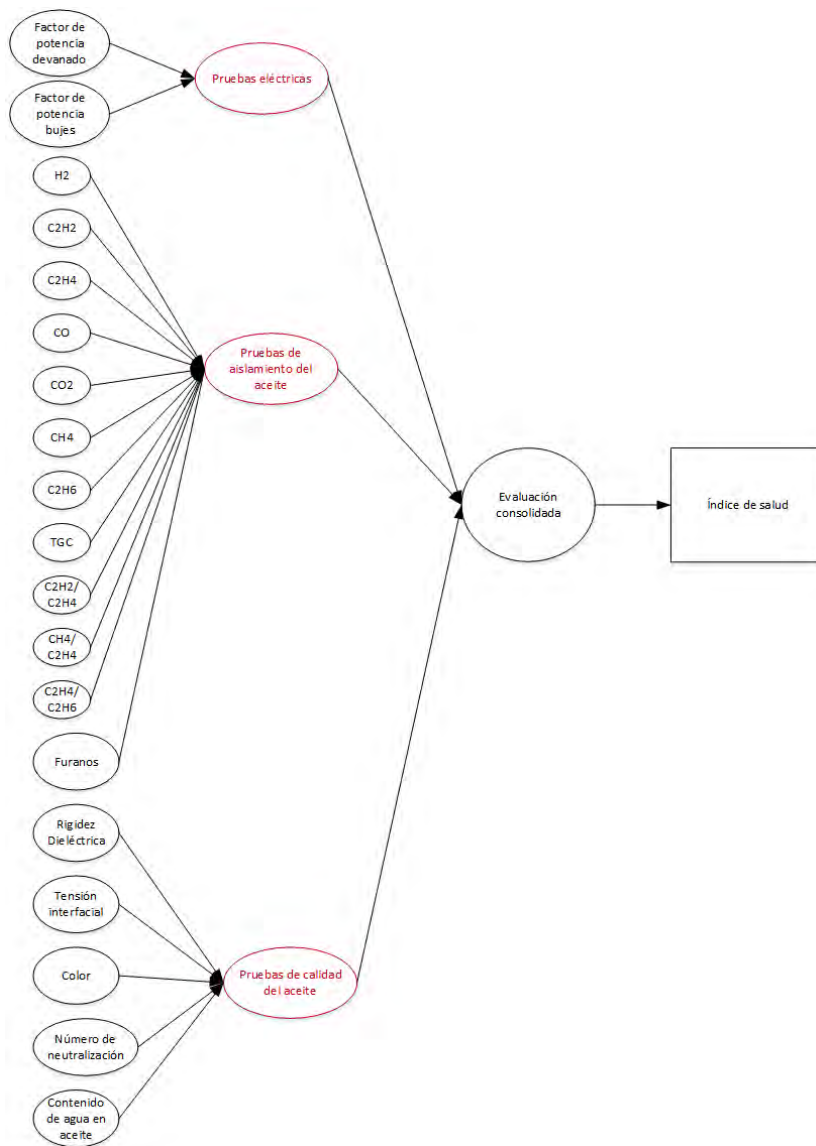 Factor de
potencia
devanado
Factor de
potencia
bujes
Pruebas eléctricas
H2
C2H2
C2H4
CO
CO2
CH4
C2H6
TGC
C2H2/
C2H4
CH4/
C2H4
C2H4/
C2H6
Furanos
Pruebas de
aislamiento del
aceite
Rigidez
Dieléctrica
Tensión
interfacial
Color
Número de
neutralización
Contenido
de agua en
aceite
Pruebas de calidad
del aceite
Evaluación
consolidada
Índice de salud